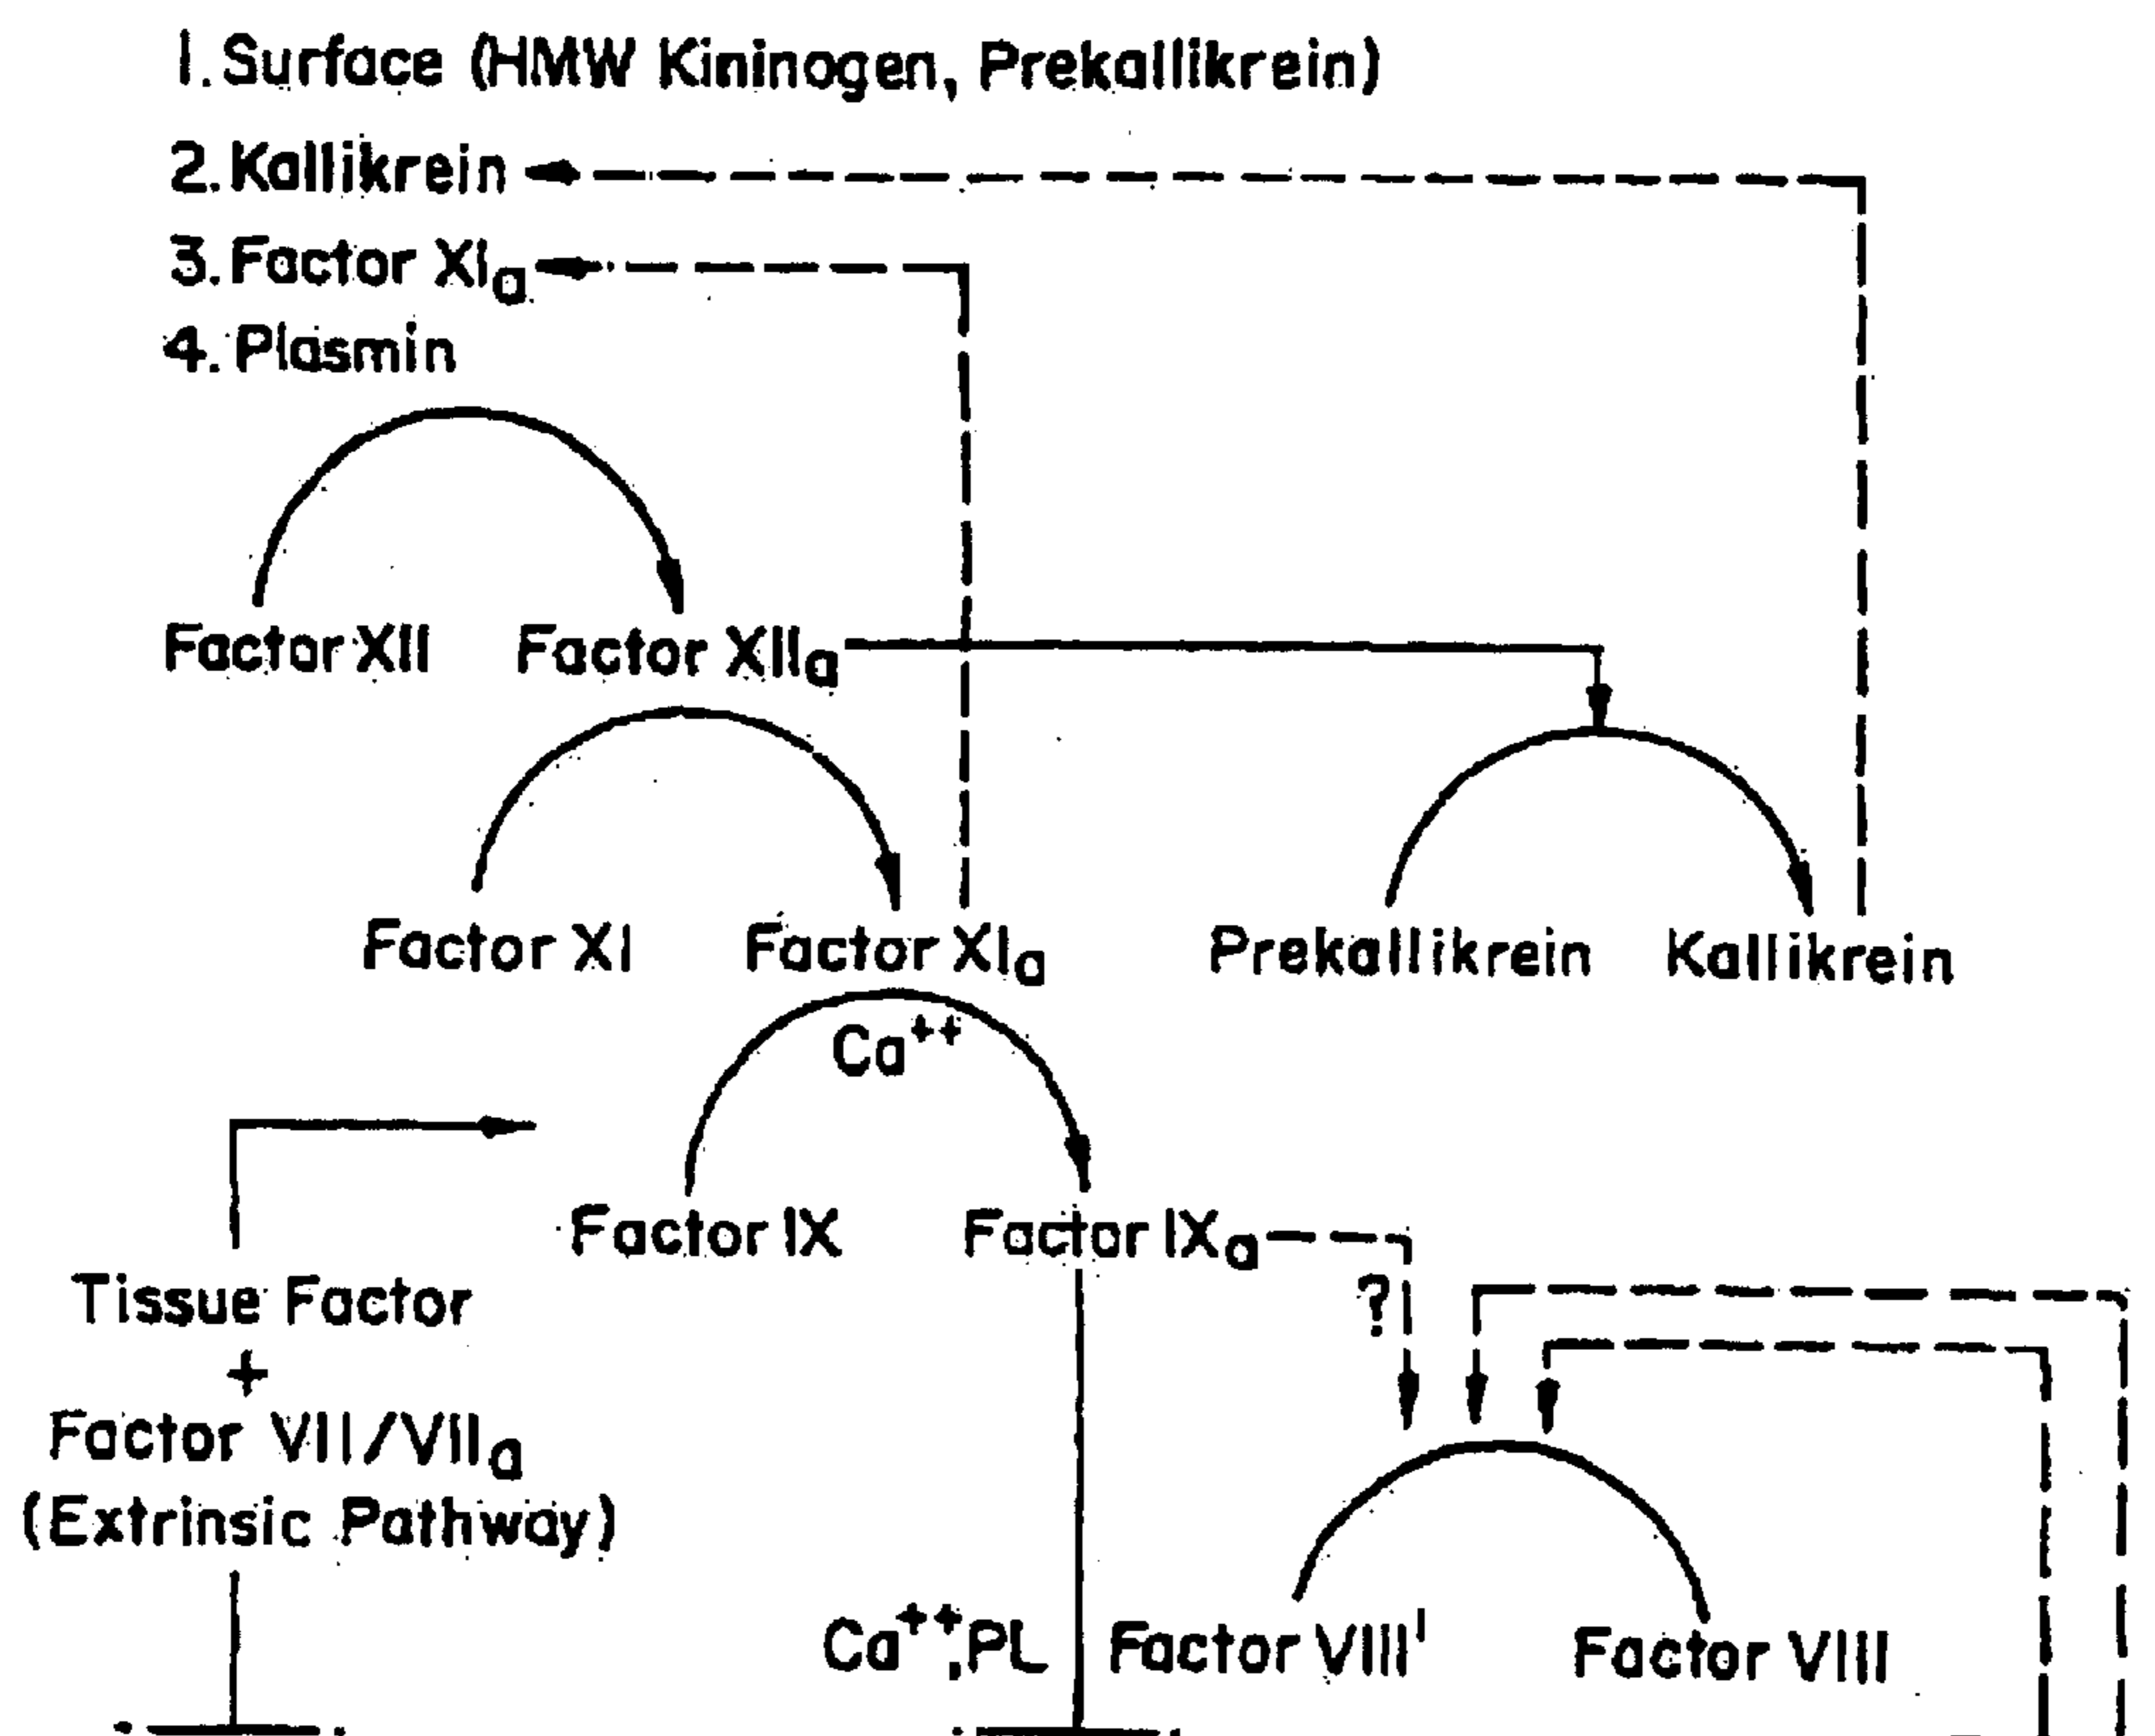 1. Surface (HMW Kininogen, Prekallikrein)
2. Kallikrein
3. Factor XIa
4. Plasmin
Factor XII Factor XIIa
Factor XI Factor XIa Prekallikrein Kallikrein
Ca++
Factor IX Factor IXa
?
Tissue Factor
+
Factor VII/VIIa
(Extrinsic Pathway)
Ca++, PL Factor VIII' Factor VIII